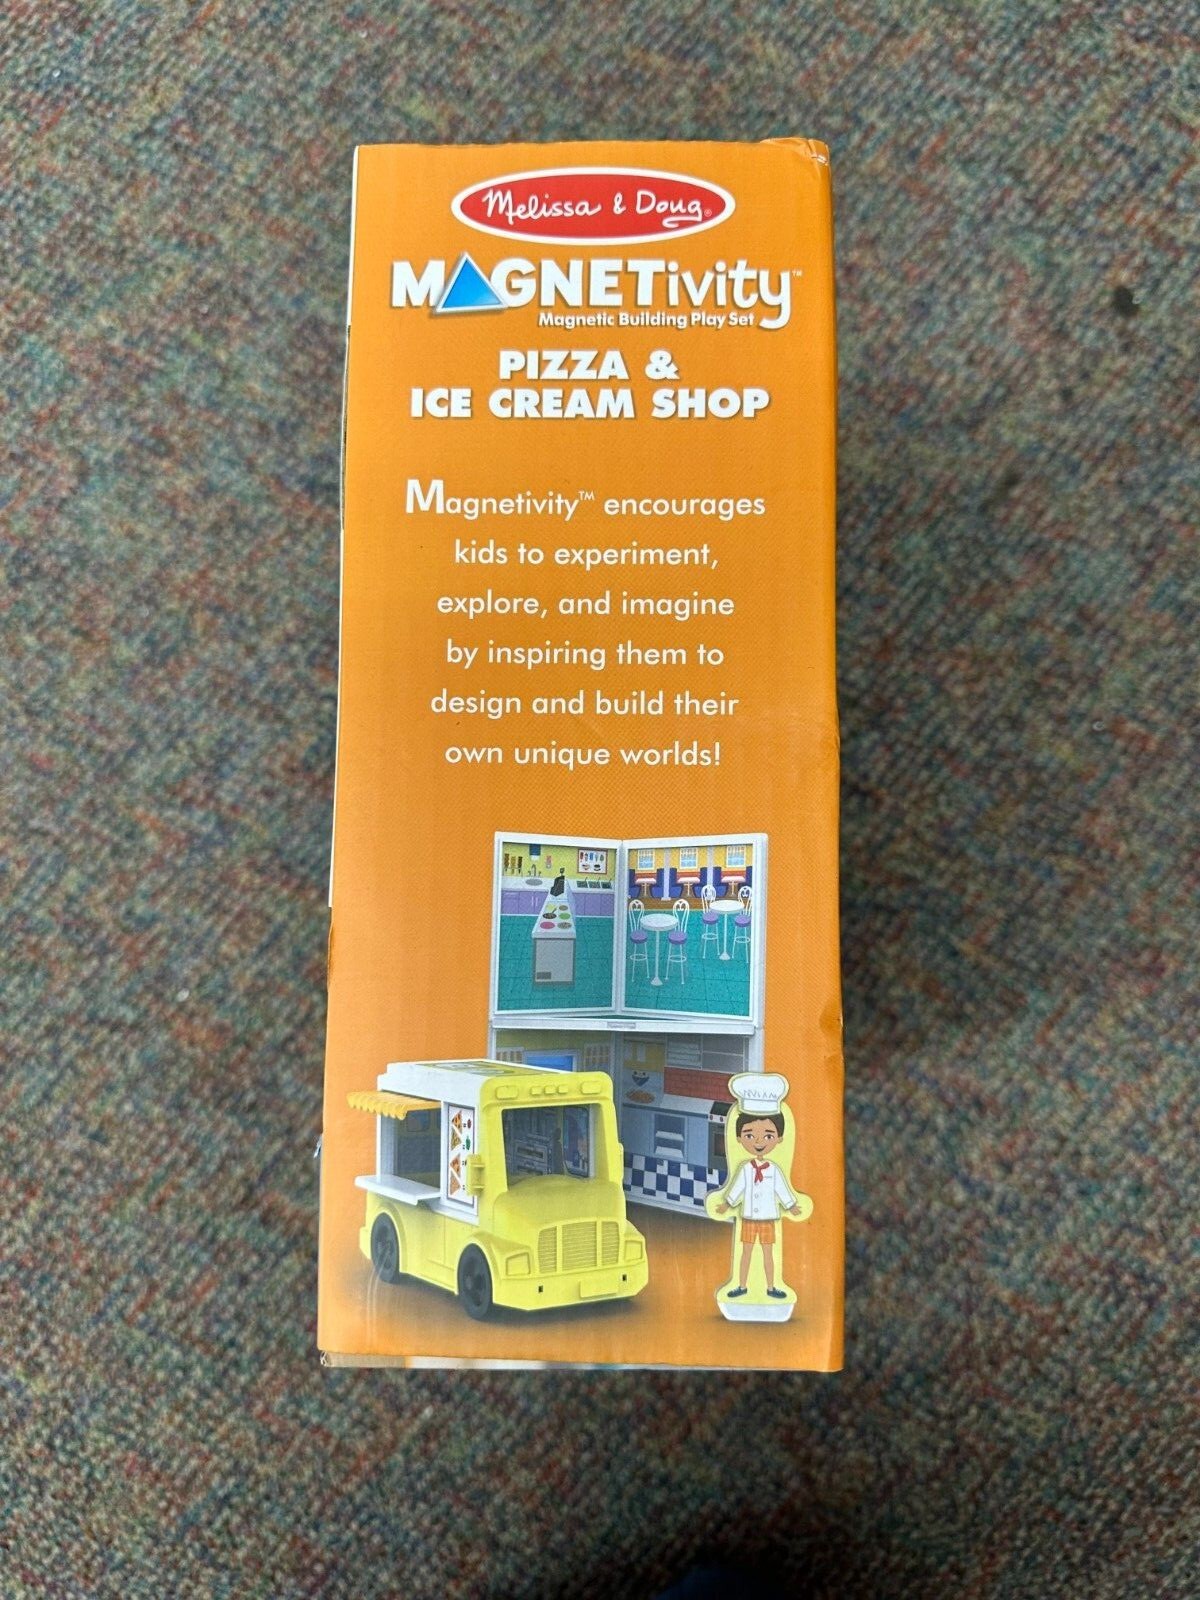 Melissa & Doug®
MAGNETivity™
Magnetic Building Play Set
PIZZA &
ICE CREAM SHOP
Magnetivity™ encourages
kids to experiment,
explore, and imagine
by inspiring them to
design and build their
own unique worlds!